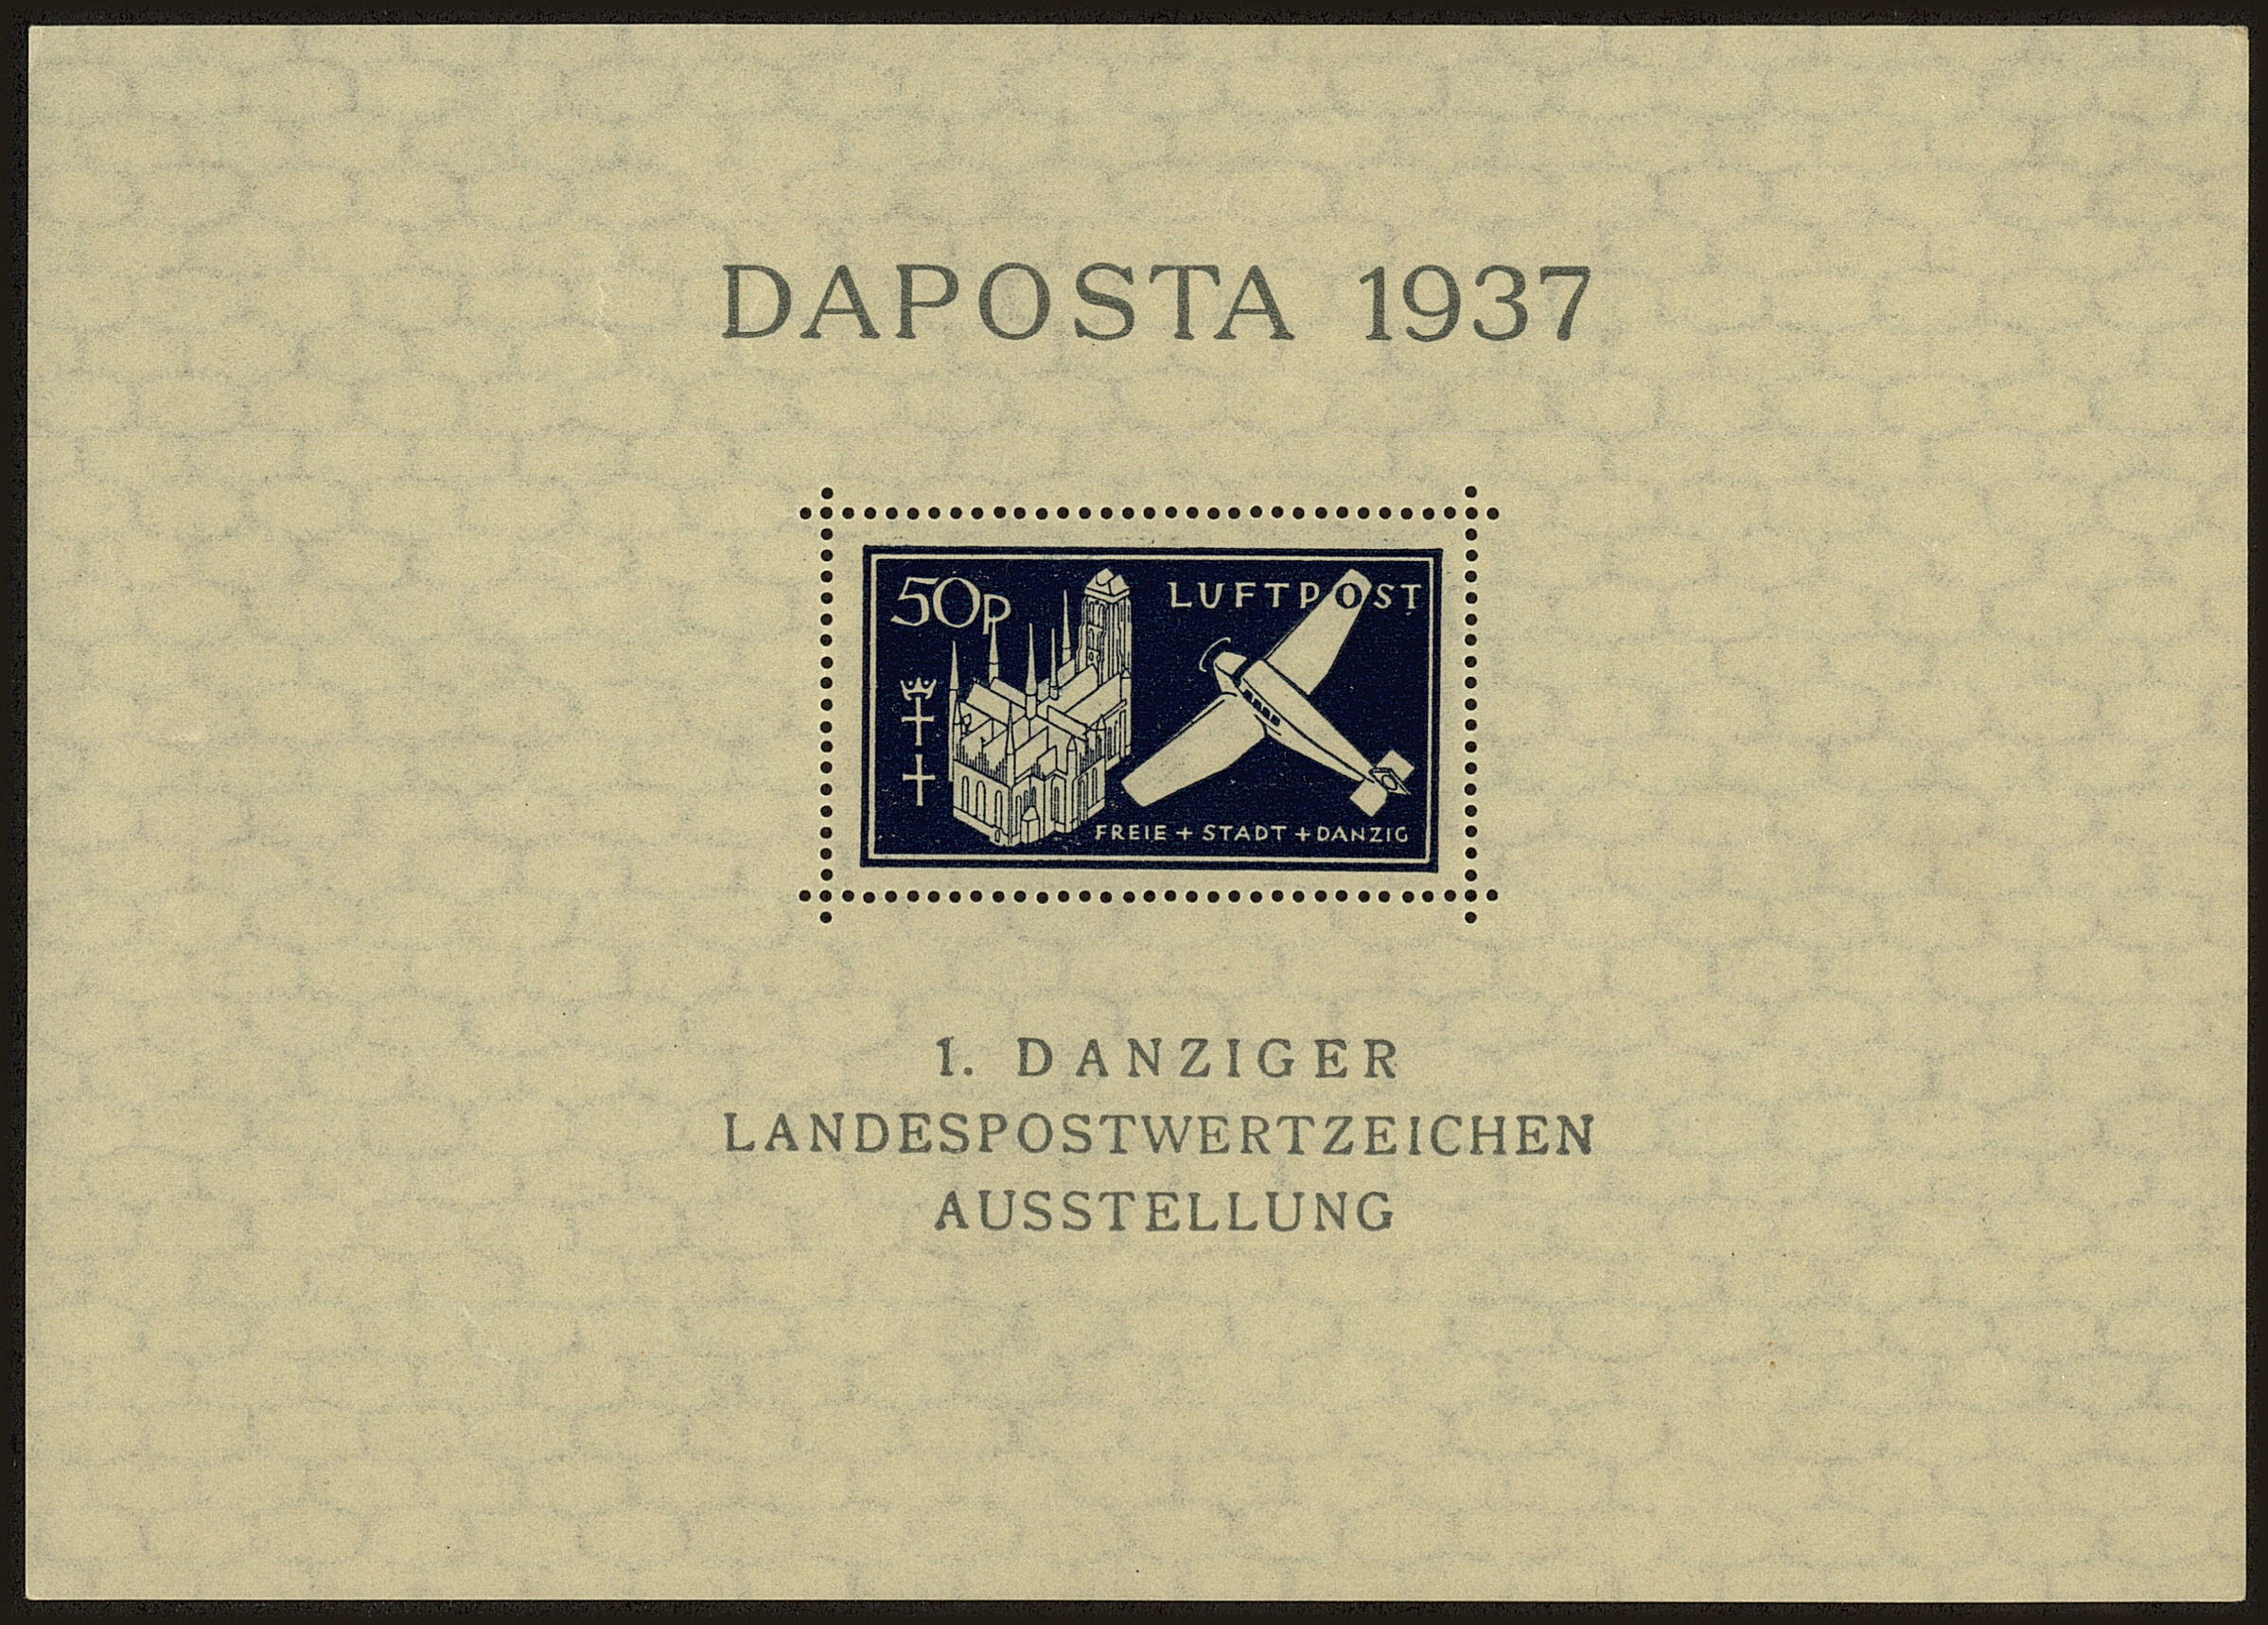 DAPOSTA 1937
50p
LUFTPOST
FREIE + STADT + DANZIG
1. DANZIGER
LANDESPOSTWERTZEICHEN
AUSSTELLUNG